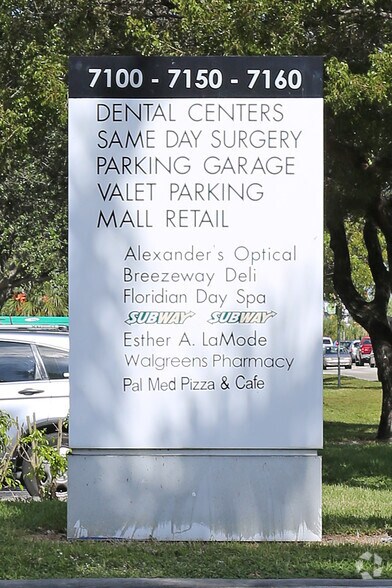 7100 - 7150 - 7160
DENTAL CENTERS
SAME DAY SURGERY
PARKING GARAGE
VALET PARKING
MALL RETAIL
Alexander's Optical
Breezeway Deli
Floridian Day Spa
SUBWAY SUBWAY
Esther A. LaMode
Walgreens Pharmacy
Pal Med Pizza & Cafe